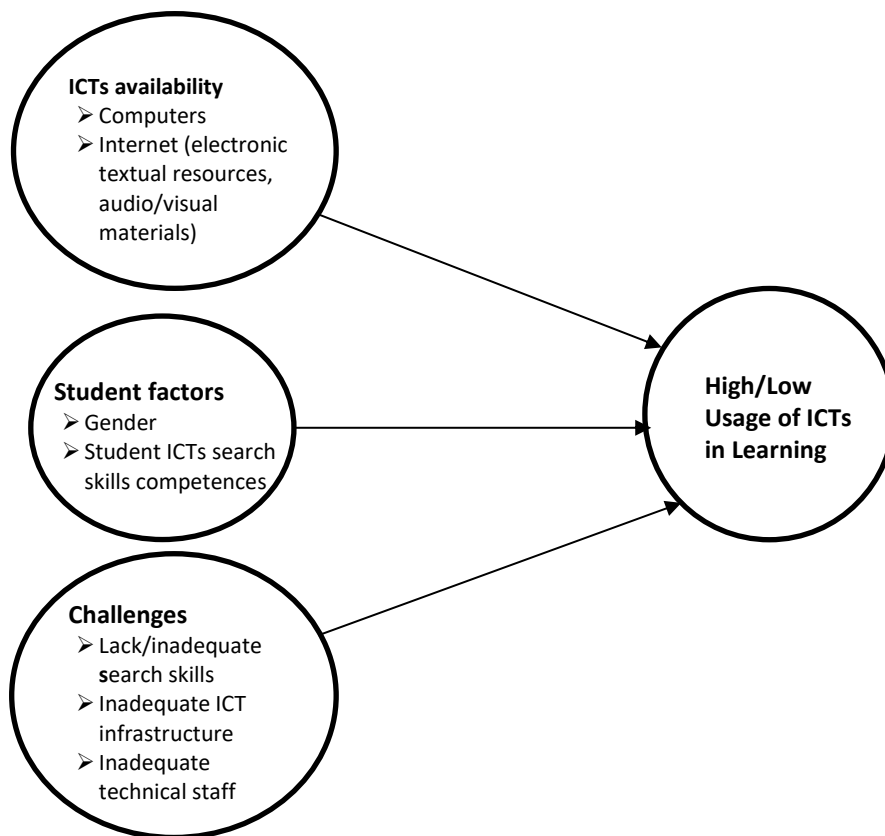 ICTs availability
➢ Computers
➢ Internet (electronic
textual resources,
audio/visual
materials)
Student factors
➢ Gender
➢ Student ICTs search
skills competences
Challenges
➢ Lack/inadequate
search skills
➢ Inadequate ICT
infrastructure
➢ Inadequate
technical staff
High/Low
Usage of ICTs
in Learning